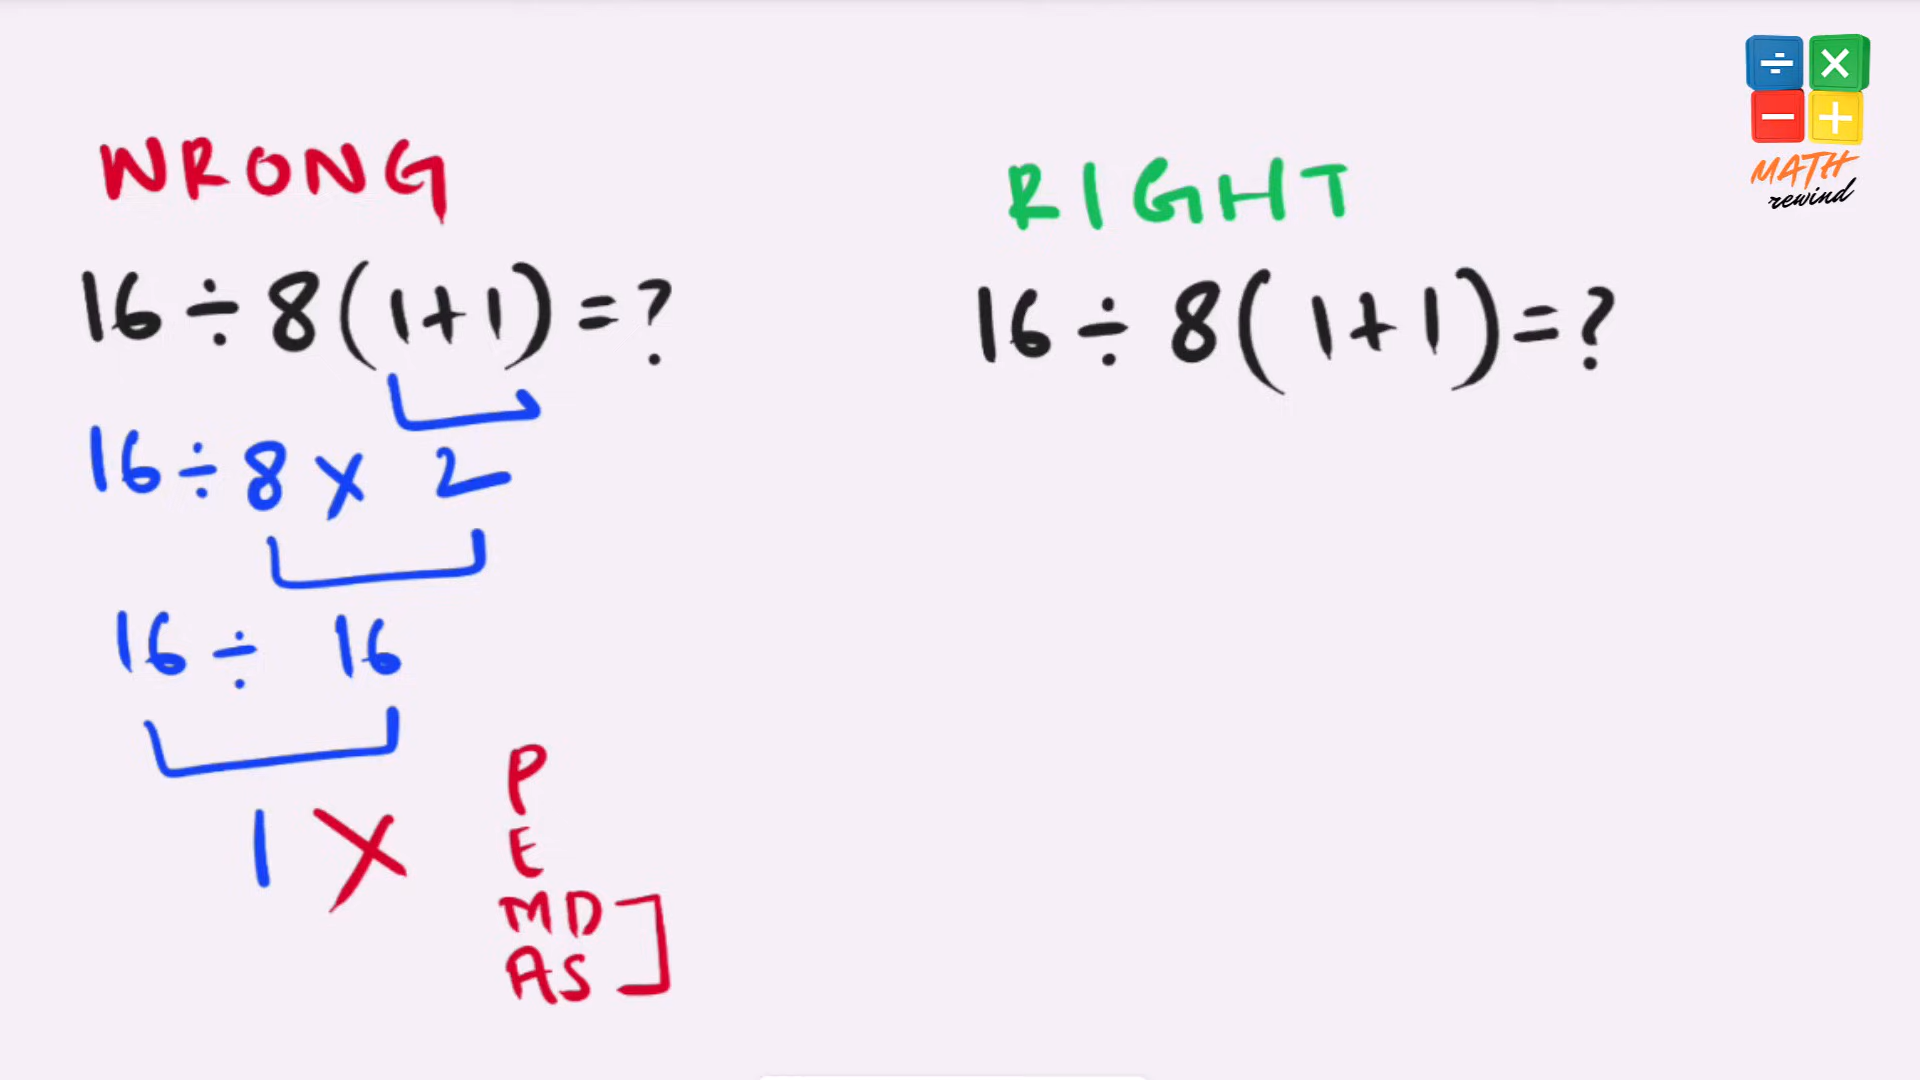 WRONG
16 ÷ 8(1+1) = ?
16 ÷ 8 x 2
16 ÷ 16
1 X
P
E
MD
AS
RIGHT
16 ÷ 8(1+1) = ?
÷ ×
− +
MATH
rewind